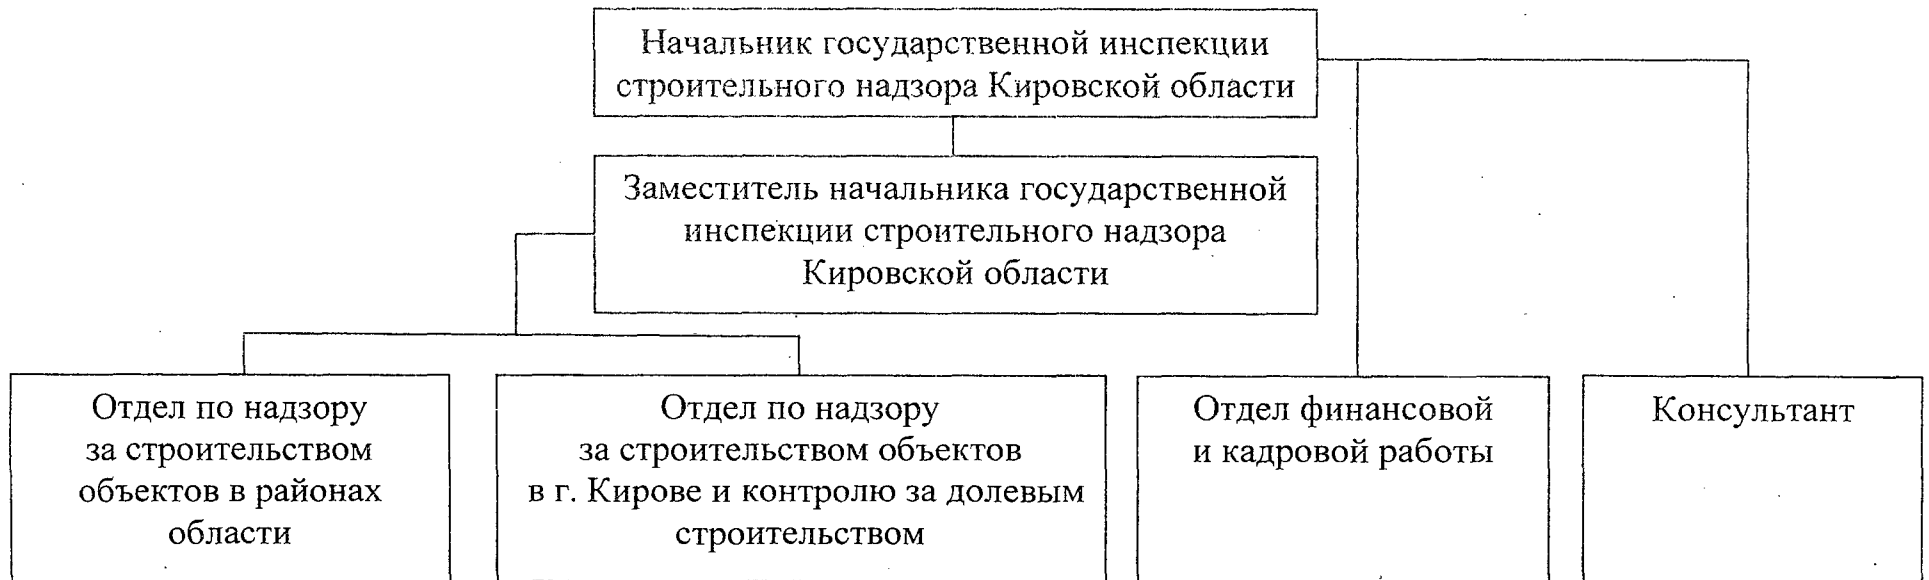 Начальник государственной инспекции
строительного надзора Кировской области
Заместитель начальника государственной
инспекции строительного надзора
Кировской области
Отдел по надзору
за строительством
объектов в районах
области
Отдел по надзору
за строительством объектов
в г. Кирове и контролю за долевым
строительством
Отдел финансовой
и кадровой работы
Консультант